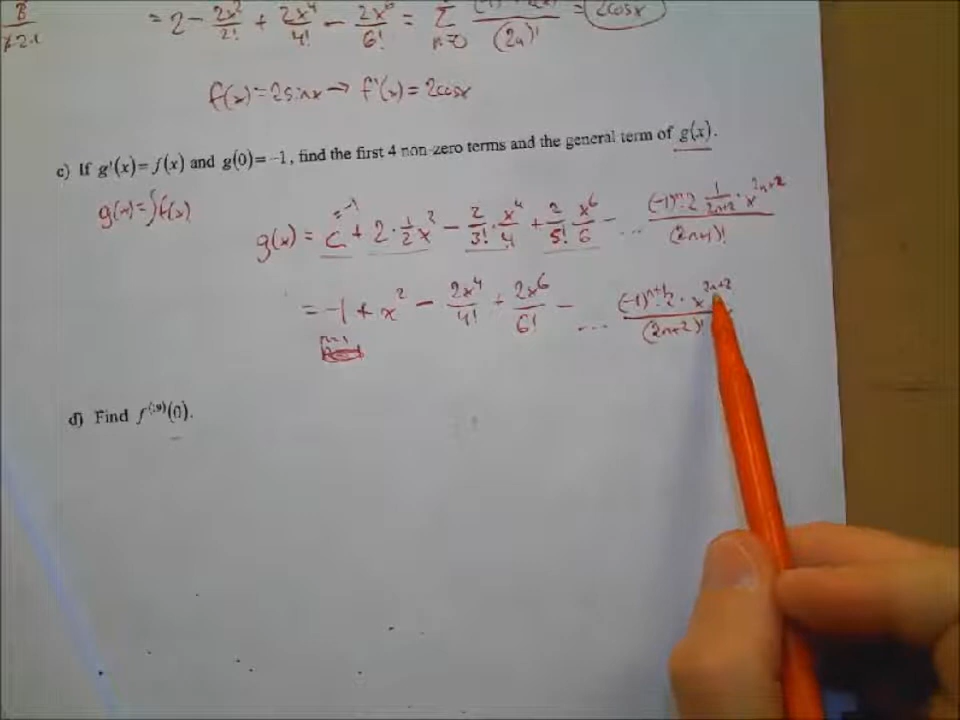 = 2 - 2x²/2! + 2x⁴/4! - 2x⁶/6! = Σ n=0 /(2n)! = 2cosx
f(x) = 2sinx → f'(x) = 2cosx
c) If g'(x) = f(x) and g(0) = -1, find the first 4 non-zero terms and the general term of g(x).
g(x) = ∫f(x)
= -1
g(x) = C + 2 · 1/2 x² - 2/3! · x⁴/4 + 2/5! x⁶/6 - ... (-1)ⁿ · 2 1/2n+2 · x²ⁿ⁺²/(2n+1)!
= -1 + x² - 2x⁴/4! + 2x⁶/6! - ... · x²ⁿ⁺²/(2n+2)!
d) Find f⁽¹⁹⁾(0).